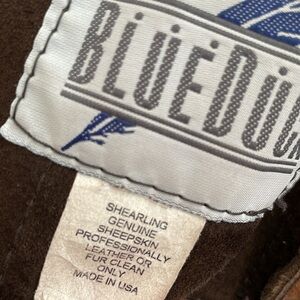 BLUEDU
SHEARLING
GENUINE
SHEEPSKIN
PROFESSIONALLY
LEATHER OR
FUR CLEAN
ONLY
MADE IN USA